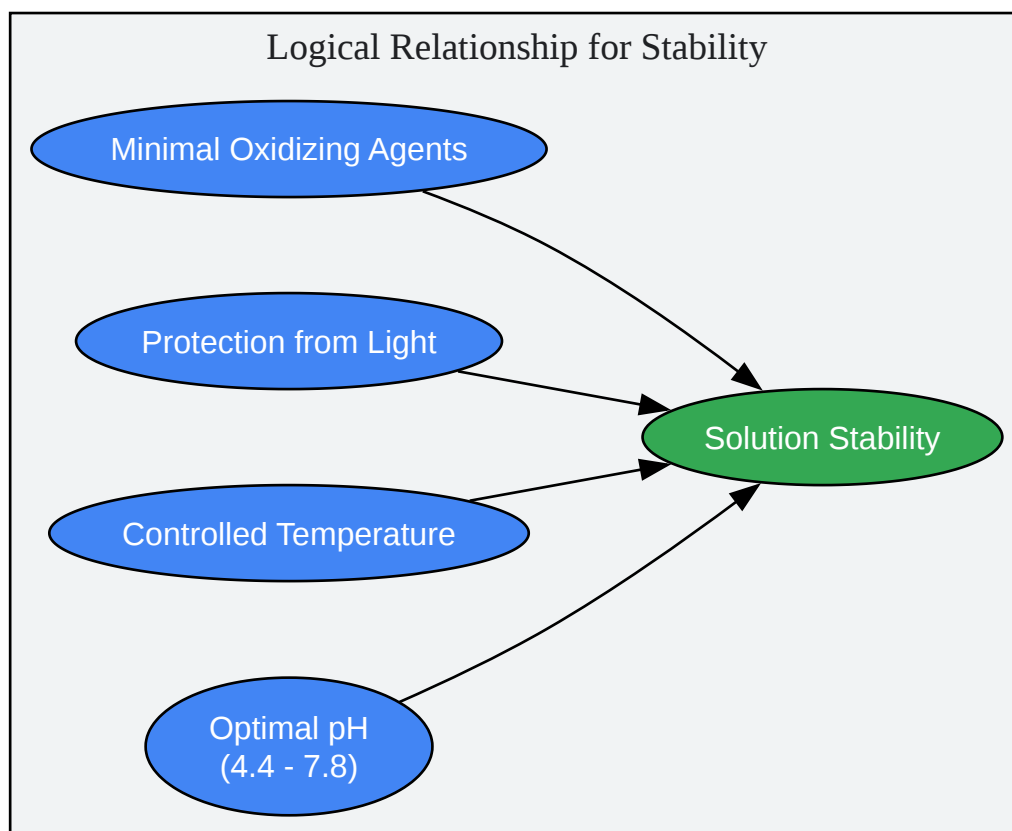 Logical Relationship for Stability
Minimal Oxidizing Agents
Protection from Light
Solution Stability
Controlled Temperature
Optimal pH
(4.4 - 7.8)